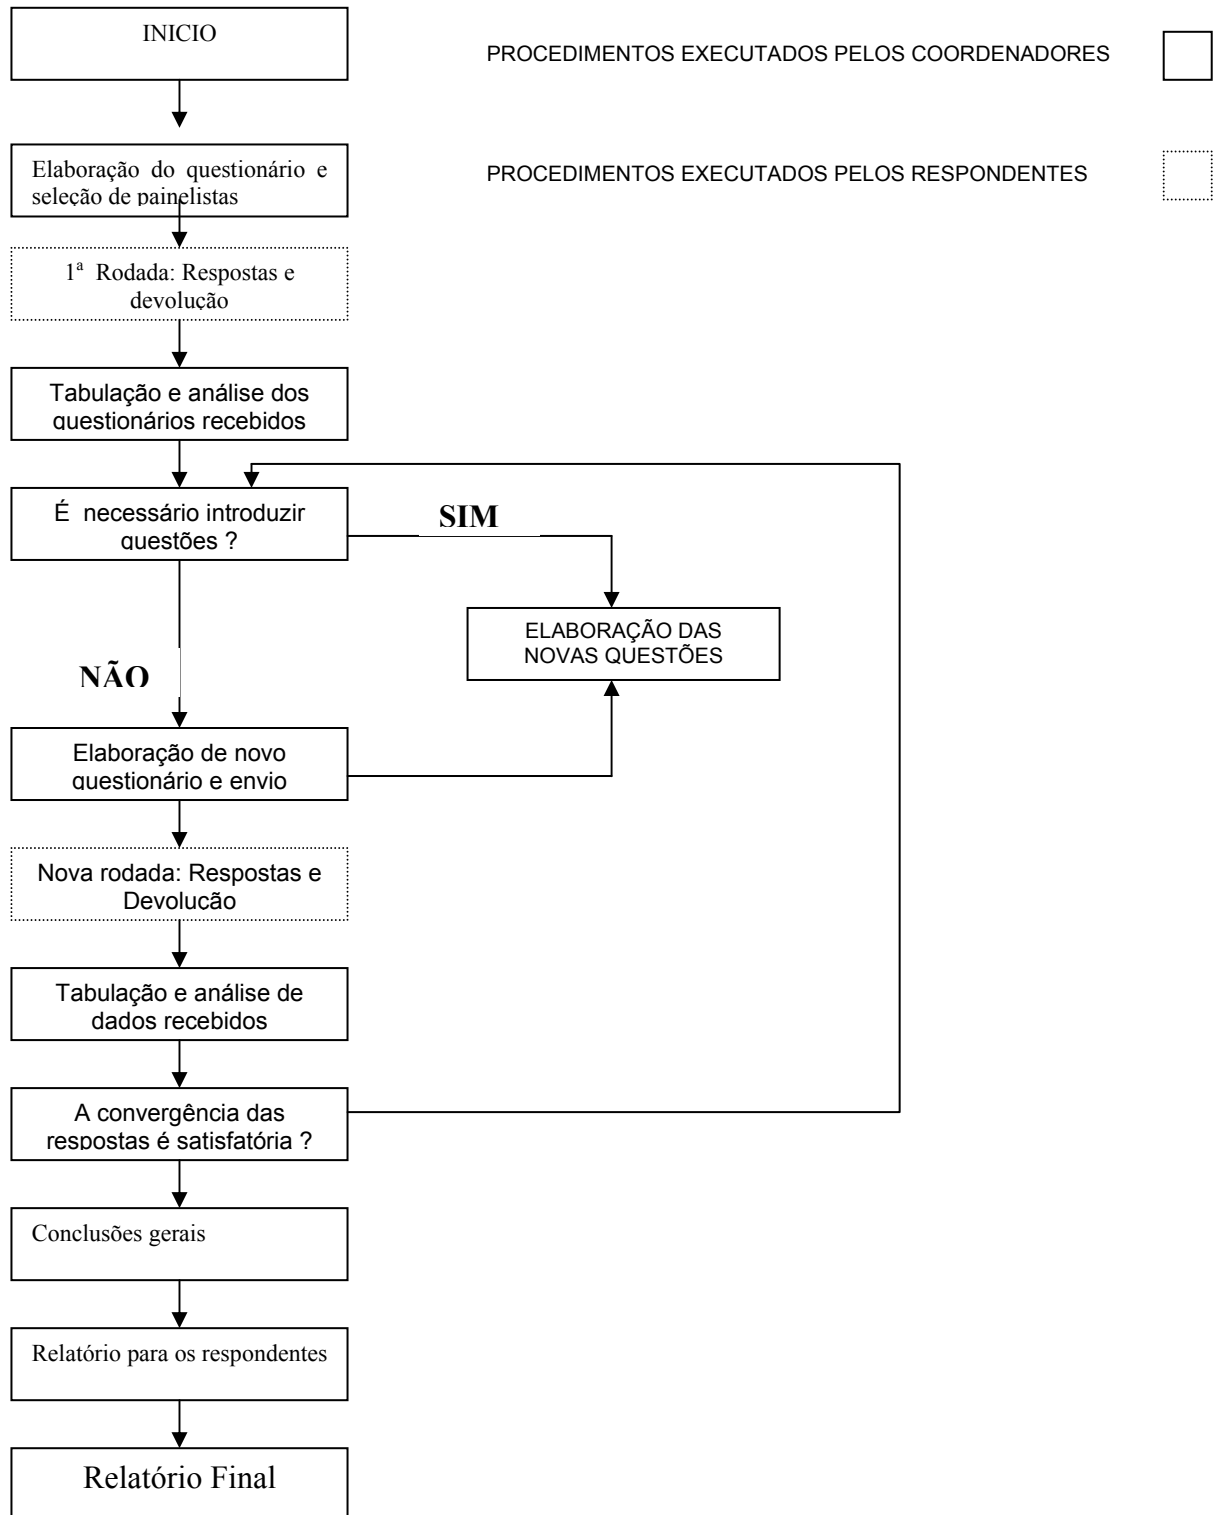 INICIO
PROCEDIMENTOS EXECUTADOS PELOS COORDENADORES
Elaboração do questionário e
seleção de painelistas
PROCEDIMENTOS EXECUTADOS PELOS RESPONDENTES
1ª Rodada: Respostas e
devolução
Tabulação e análise dos
questionários recebidos
É necessário introduzir
questões ?
SIM
ELABORAÇÃO DAS
NOVAS QUESTÕES
NÃO
Elaboração de novo
questionário e envio
Nova rodada: Respostas e
Devolução
Tabulação e análise de
dados recebidos
A convergência das
respostas é satisfatória ?
Conclusões gerais
Relatório para os respondentes
Relatório Final